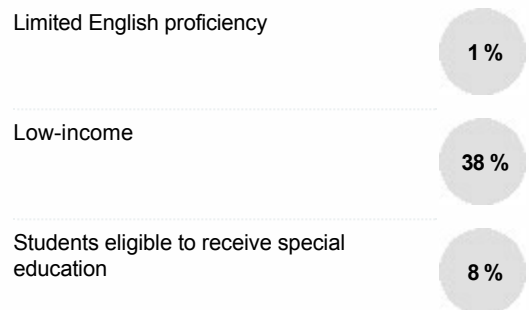 Limited English proficiency
1 %
Low-income
38 %
Students eligible to receive special
education
8 %